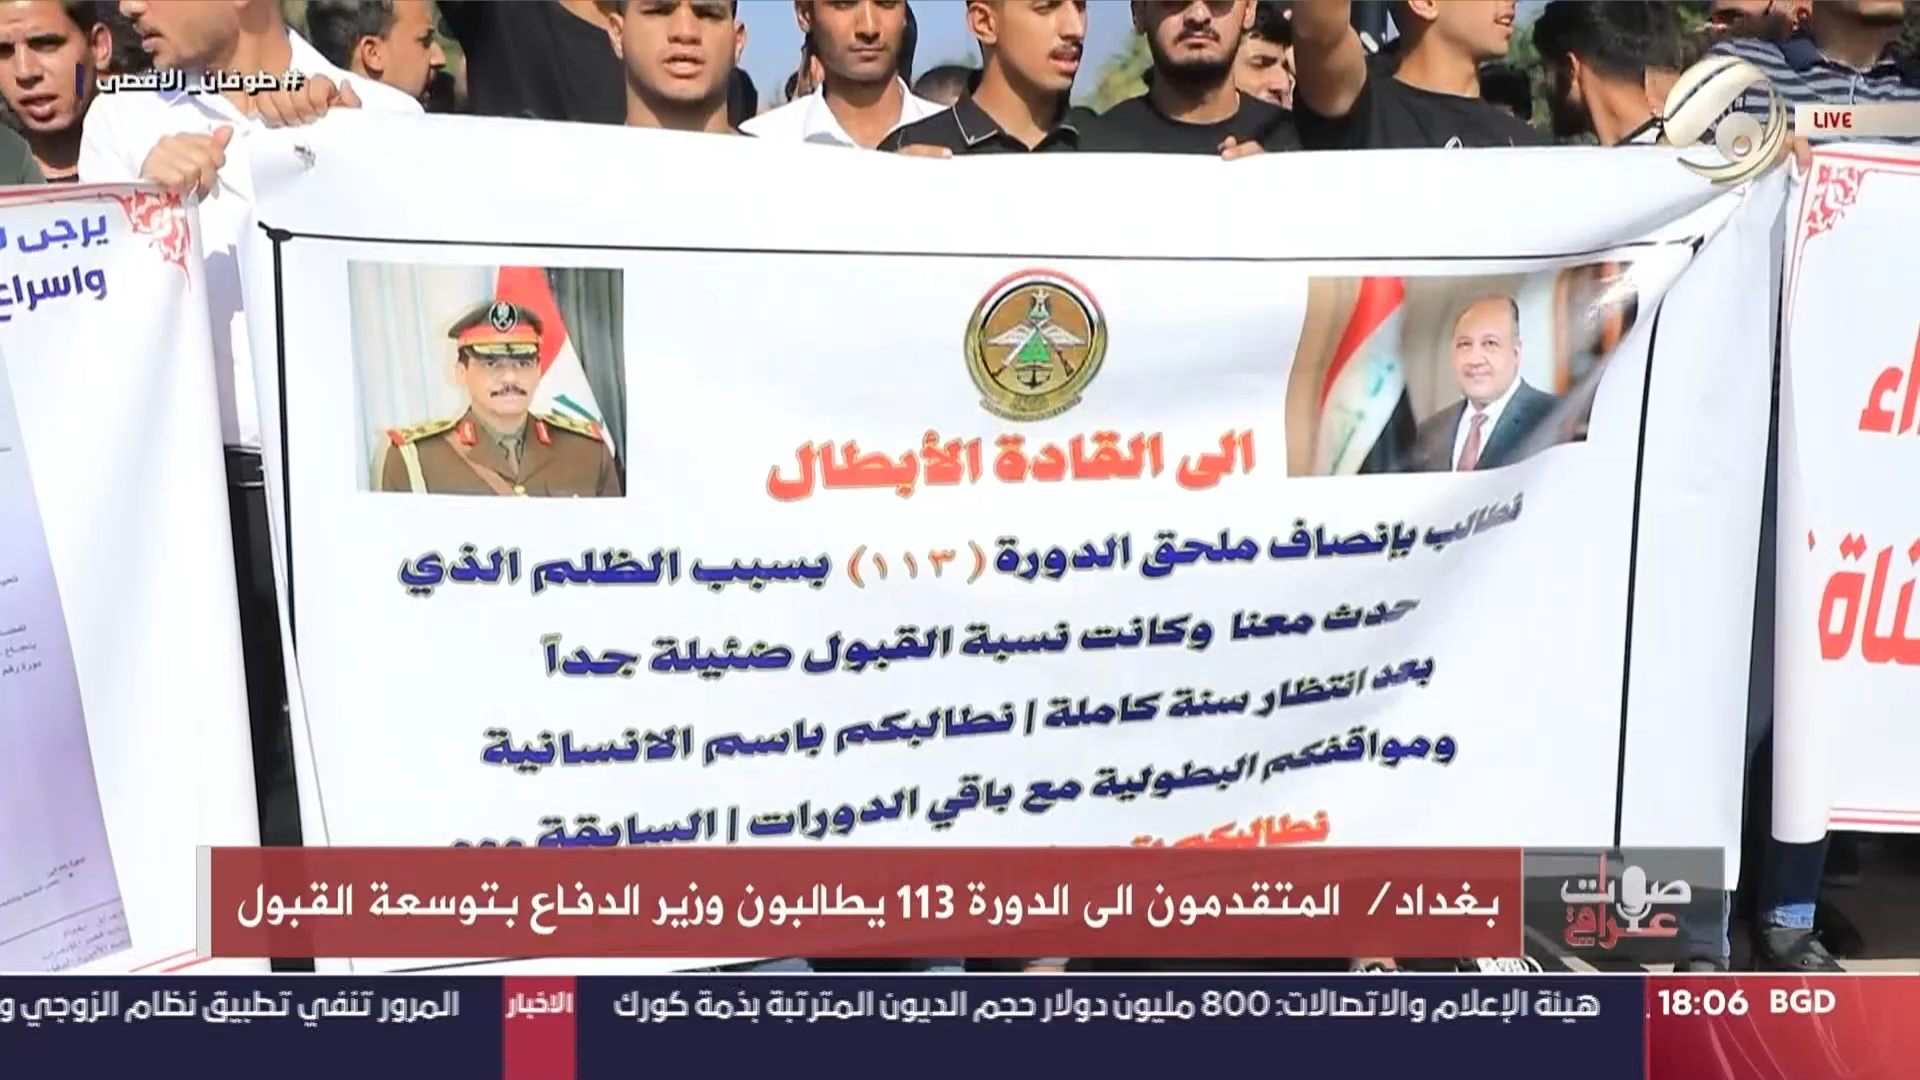 #طوفان_الاقصى
LIVE
يرجى
واسراع
الى القادة الأبطال
نطالب بإنصاف ملحق الدورة (١١٣) بسبب الظلم الذي
حدث معنا وكانت نسبة القبول ضئيلة جداً
بعد انتظار سنة كاملة / نطالبكم باسم الانسانية
ومواقفكم البطولية مع باقي الدورات / السابقة
نطالبكم
بغداد/ المتقدمون الى الدورة 113 يطالبون وزير الدفاع بتوسعة القبول
صوت عراقي
18:06 BGD
هيئة الإعلام والاتصالات: 800 مليون دولار حجم الديون المترتبة بذمة كورك
الاخبار
المرور تنفي تطبيق نظام الزوجي و